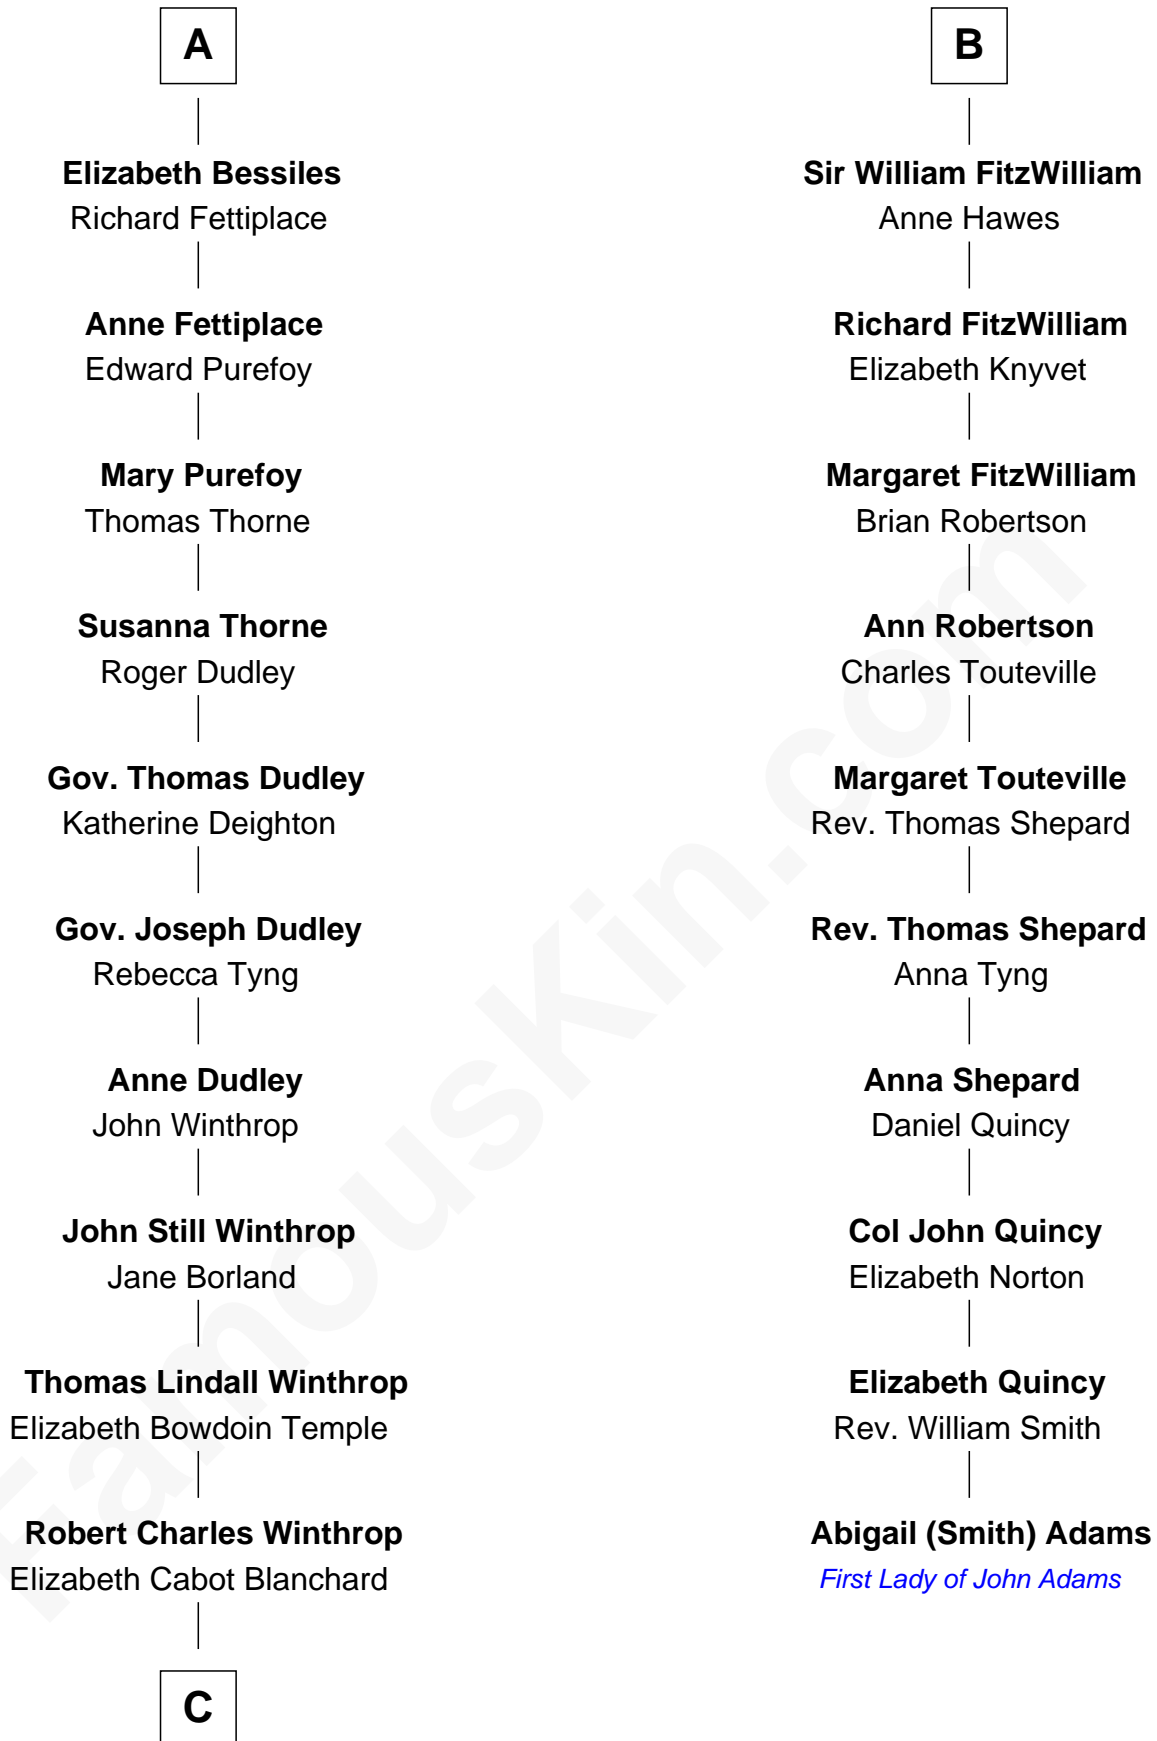 A
Elizabeth Bessiles
Richard Fettiplace
Anne Fettiplace
Edward Purefoy
Mary Purefoy
Thomas Thorne
Susanna Thorne
Roger Dudley
Gov. Thomas Dudley
Katherine Deighton
Gov. Joseph Dudley
Rebecca Tyng
Anne Dudley
John Winthrop
John Still Winthrop
Jane Borland
Thomas Lindall Winthrop
Elizabeth Bowdoin Temple
Robert Charles Winthrop
Elizabeth Cabot Blanchard
C
B
Sir William FitzWilliam
Anne Hawes
Richard FitzWilliam
Elizabeth Knyvet
Margaret FitzWilliam
Brian Robertson
Ann Robertson
Charles Touteville
Margaret Touteville
Rev. Thomas Shepard
Rev. Thomas Shepard
Anna Tyng
Anna Shepard
Daniel Quincy
Col John Quincy
Elizabeth Norton
Elizabeth Quincy
Rev. William Smith
Abigail (Smith) Adams
First Lady of John Adams
FamousKin.com